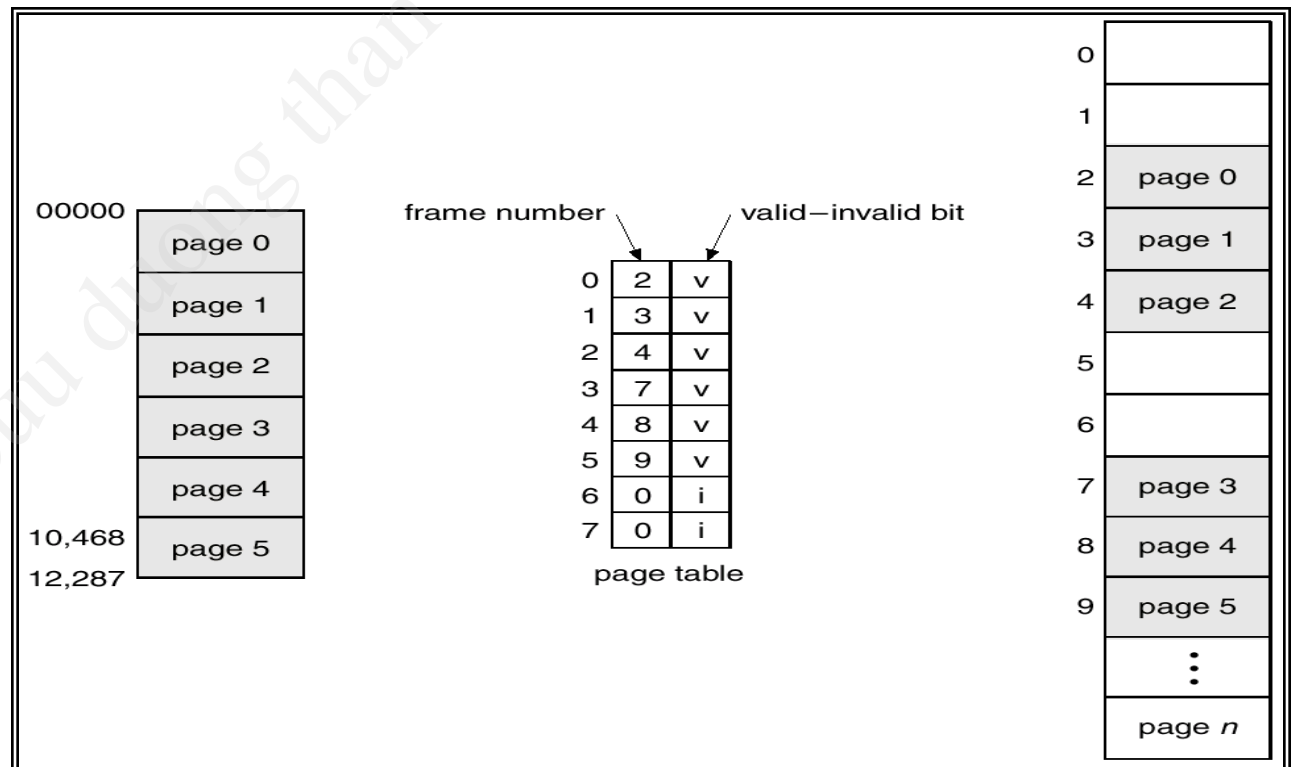 00000
page 0
page 1
page 2
page 3
page 4
10,468
page 5
12,287
frame number
valid–invalid bit
0 2 v
1 3 v
2 4 v
3 7 v
4 8 v
5 9 v
6 0 i
7 0 i
page table
0
1
2 page 0
3 page 1
4 page 2
5
6
7 page 3
8 page 4
9 page 5
page n
duong than